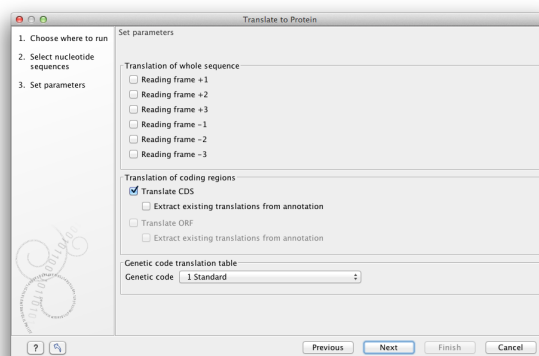 Translate to Protein
1. Choose where to run
2. Select nucleotide
sequences
3. Set parameters
Set parameters
Translation of whole sequence
Reading frame +1
Reading frame +2
Reading frame +3
Reading frame −1
Reading frame −2
Reading frame −3
Translation of coding regions
Translate CDS
Extract existing translations from annotation
Translate ORF
Extract existing translations from annotation
Genetic code translation table
Genetic code 1 Standard
? Previous Next Finish Cancel